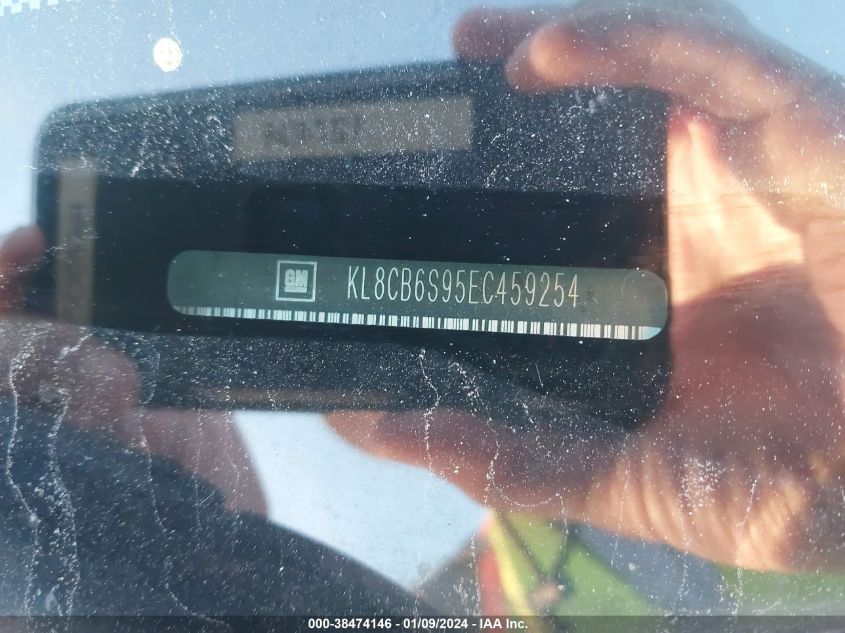 GM KL8CB6S95EC459254
000-38474146 - 01/09/2024 - IAA Inc.